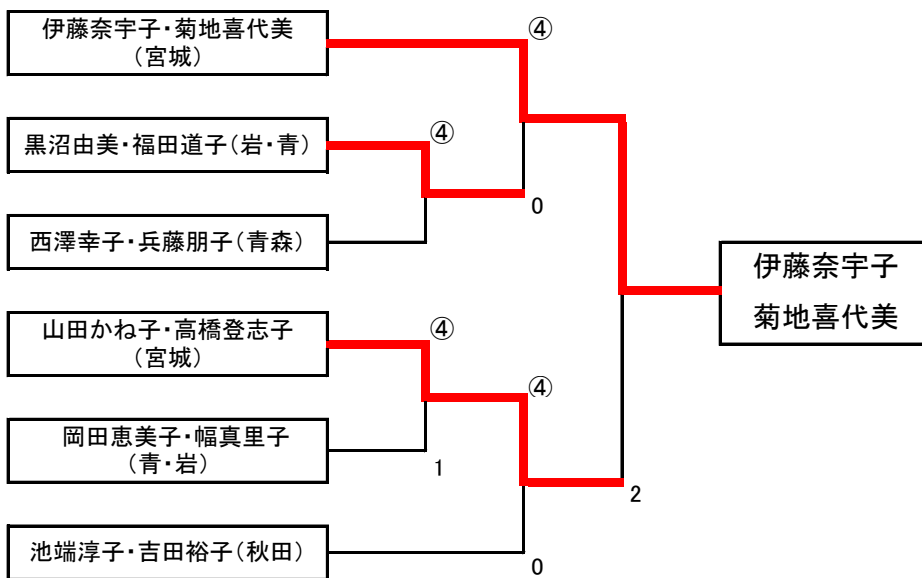 伊藤奈宇子・菊地喜代美
（宮城）
④
黒沼由美・福田道子（岩・青）
④
0
西澤幸子・兵藤朋子（青森）
伊藤奈宇子
菊地喜代美
山田かね子・高橋登志子
（宮城）
④
④
岡田恵美子・幅真里子
（青・岩）
1
2
池端淳子・吉田裕子（秋田）
0